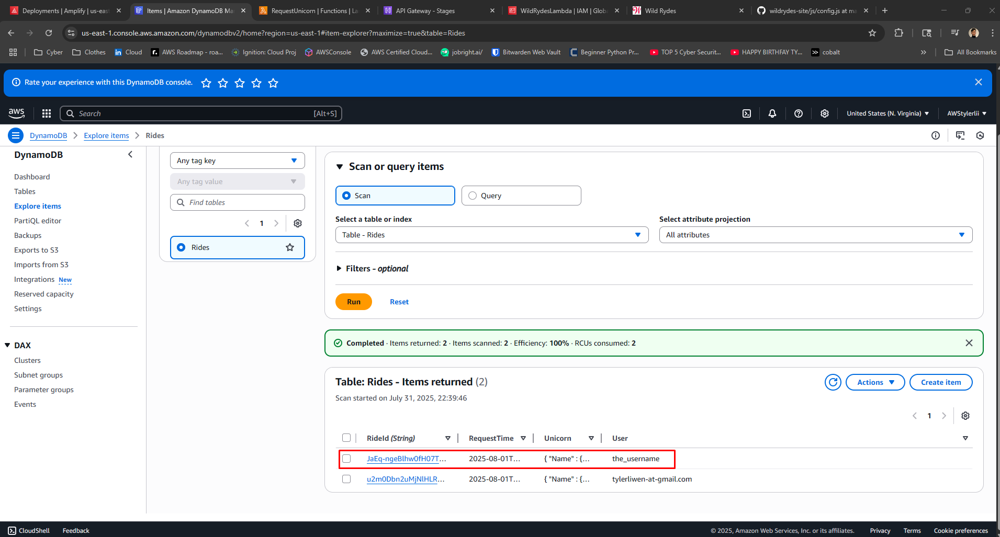 Deployments | Amplify | us-east
Items | Amazon DynamoDB Ma
RequestUnicorn | Functions | La
API Gateway - Stages
WildRydesLambda | IAM | Globa
Wild Rydes
wildrydes-site/js/config.js at ma
us-east-1.console.aws.amazon.com/dynamodbv2/home?region=us-east-1#item-explorer?maximize=true&table=Rides
Cyber
Clothes
Cloud
AWS Roadmap - roa...
Ignition: Cloud Proj
AWSConsole
AWS Certified Cloud...
jobright.ai/
Bitwarden Web Vault
Beginner Python Pr...
TOP 5 Cyber Securit...
HAPPY BIRTHFAY TY...
cobalt
All Bookmarks
Rate your experience with this DynamoDB console.
aws
Search
[Alt+S]
United States (N. Virginia)
AWStylerlii
DynamoDB
Explore items
Rides
DynamoDB
Dashboard
Tables
Explore items
PartiQL editor
Backups
Exports to S3
Imports from S3
Integrations New
Reserved capacity
Settings
DAX
Clusters
Subnet groups
Parameter groups
Events
Any tag key
Any tag value
Find tables
1
Rides
Scan or query items
Scan
Query
Select a table or index
Select attribute projection
Table - Rides
All attributes
Filters - optional
Run
Reset
Completed · Items returned: 2 · Items scanned: 2 · Efficiency: 100% · RCUs consumed: 2
Table: Rides - Items returned (2)
Scan started on July 31, 2025, 22:39:46
Actions
Create item
1
RideId (String)
RequestTime
Unicorn
User
JaEq-ngeBlhw0fH07T...
2025-08-01T...
{ "Name" : {...
the_username
u2m0Dbn2uMjNlHLR...
2025-08-01T...
{ "Name" : {...
tylerliwen-at-gmail.com
CloudShell
Feedback
© 2025, Amazon Web Services, Inc. or its affiliates.
Privacy
Terms
Cookie preferences